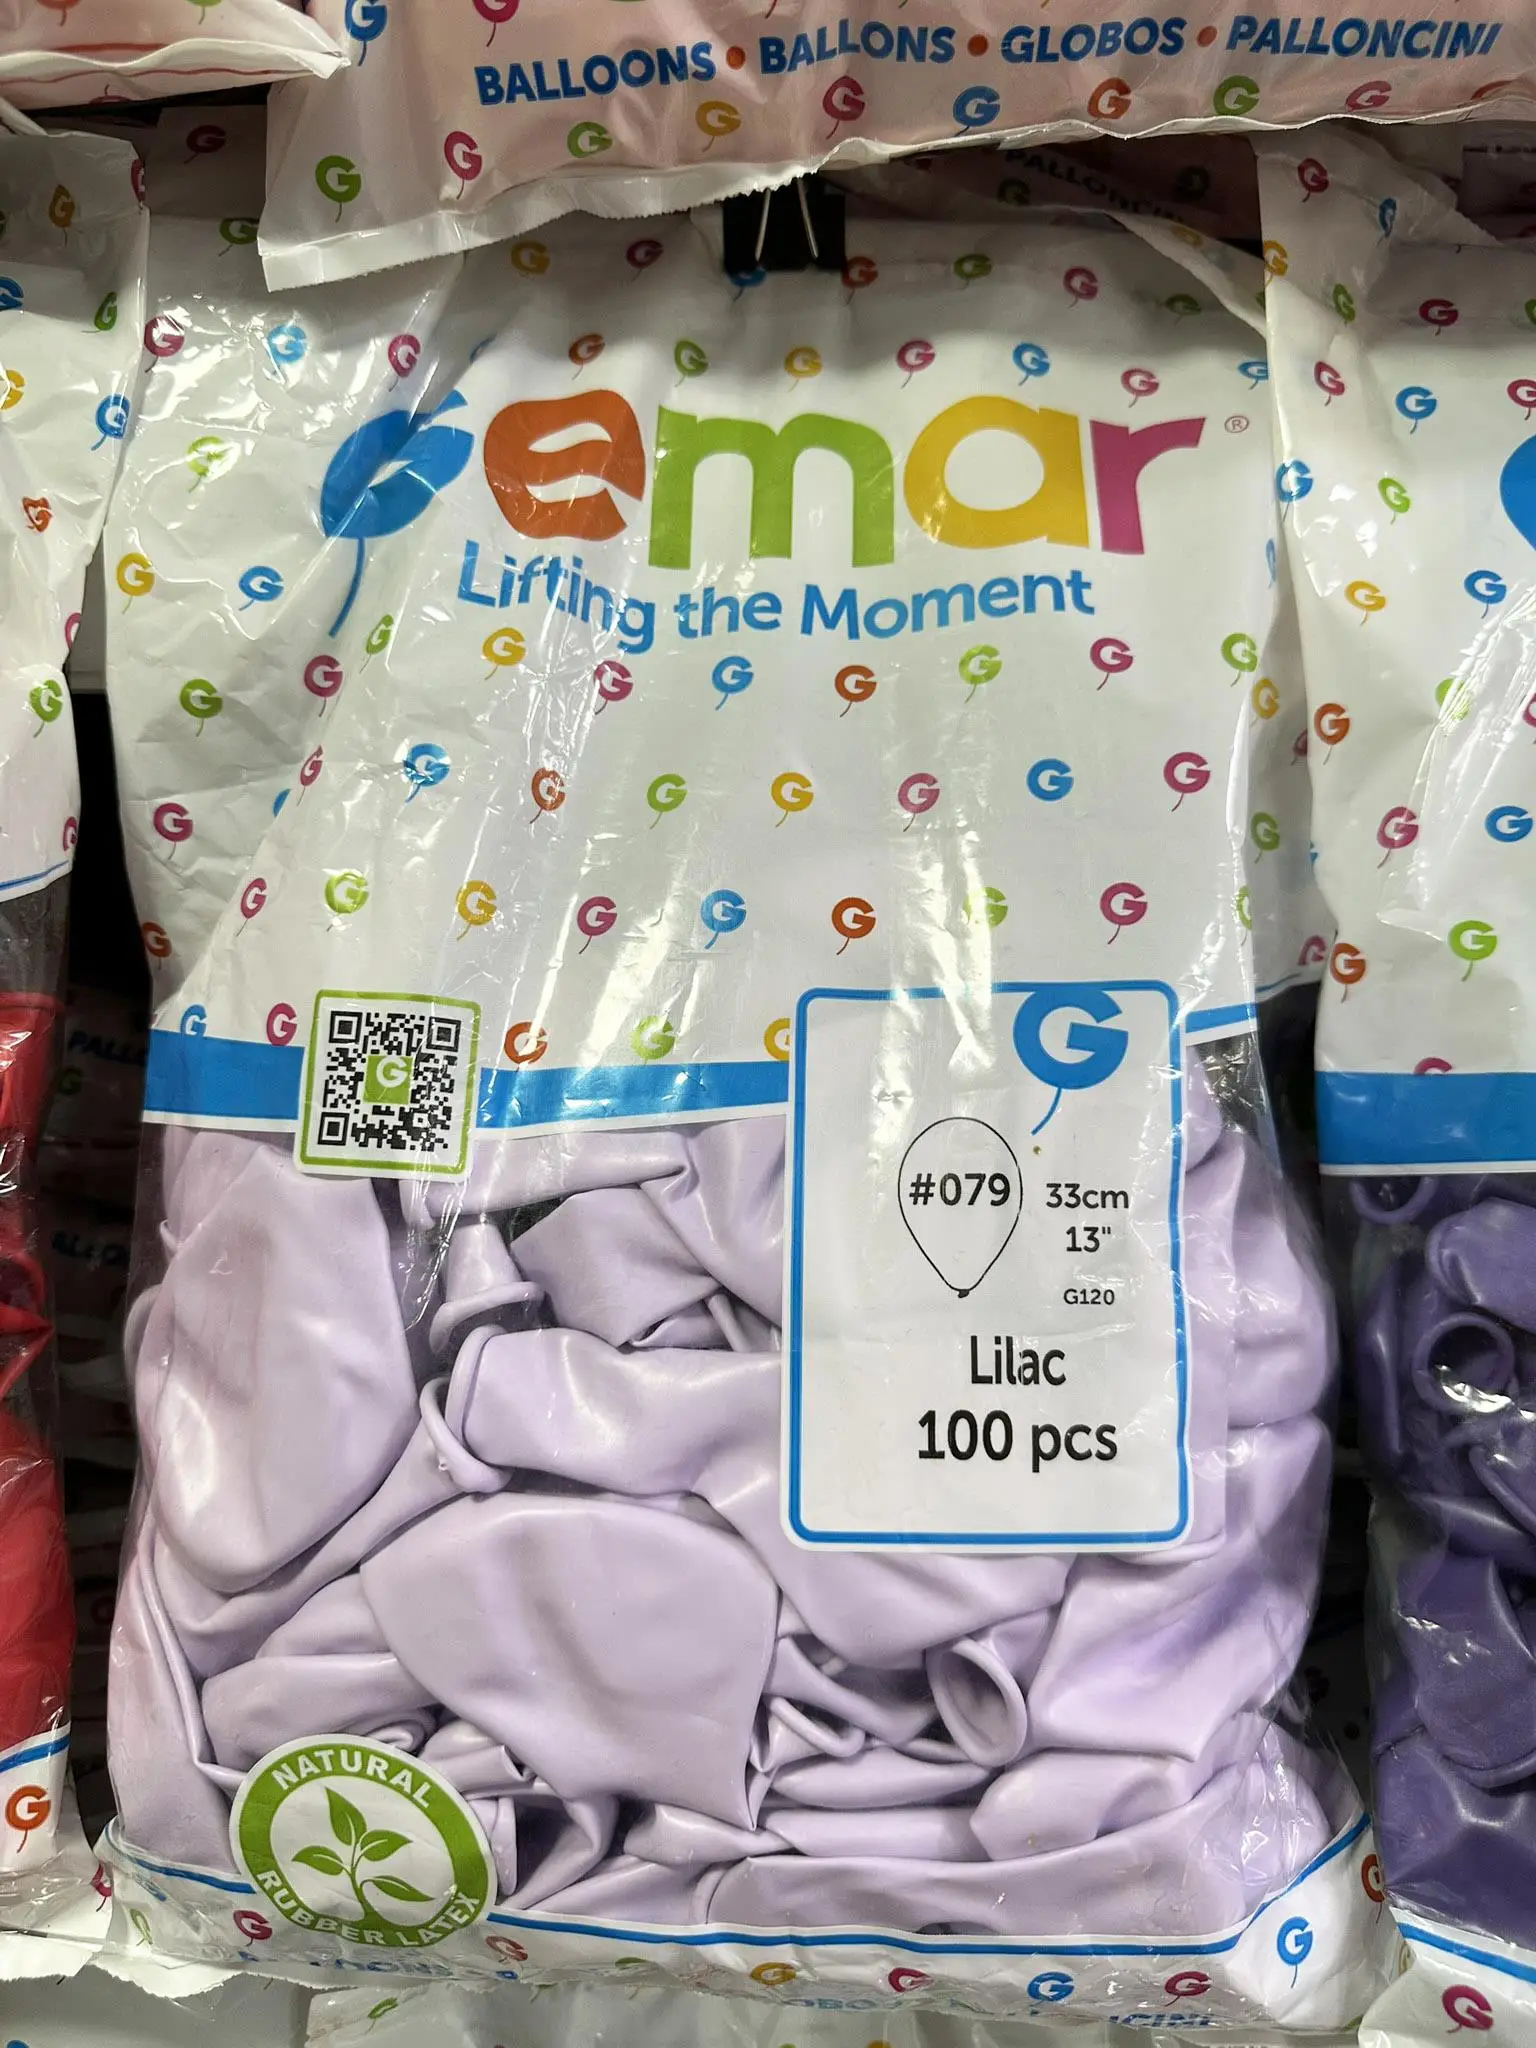 BALLOONS • BALLONS • GLOBOS • PALLONCINI
Gemar®
Lifting the Moment
G
#079
33cm
13"
G120
Lilac
100 pcs
NATURAL
RUBBER LATEX